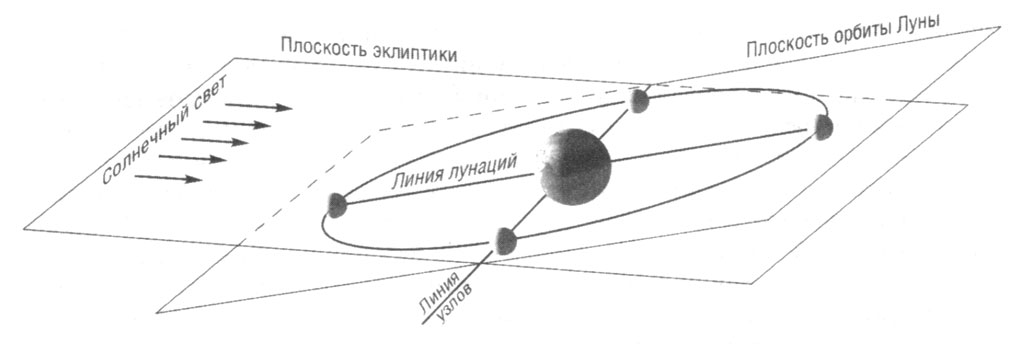 Плоскость эклиптики
Плоскость орбиты Луны
Солнечный свет
Линия лунаций
Линия
узлов